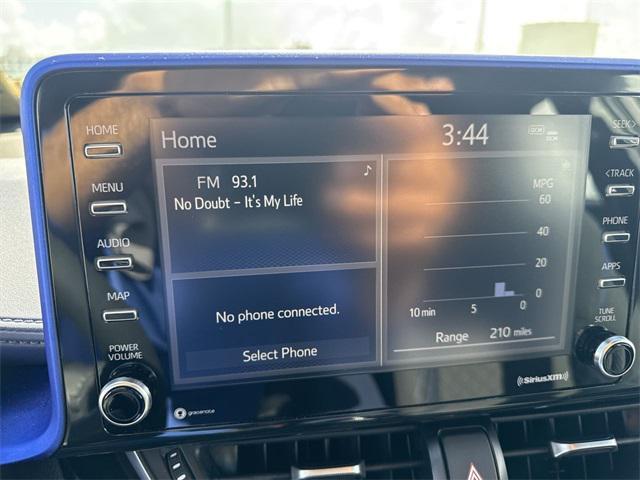 HOME
MENU
AUDIO
MAP
POWER
VOLUME
Home
3:44
FM 93.1
No Doubt – It's My Life
No phone connected.
Select Phone
MPG
60
40
20
0
10 min 5 0
Range 210 miles
SEEK>
<TRACK
PHONE
APPS
TUNE
SCROLL
gracenote
SiriusXM